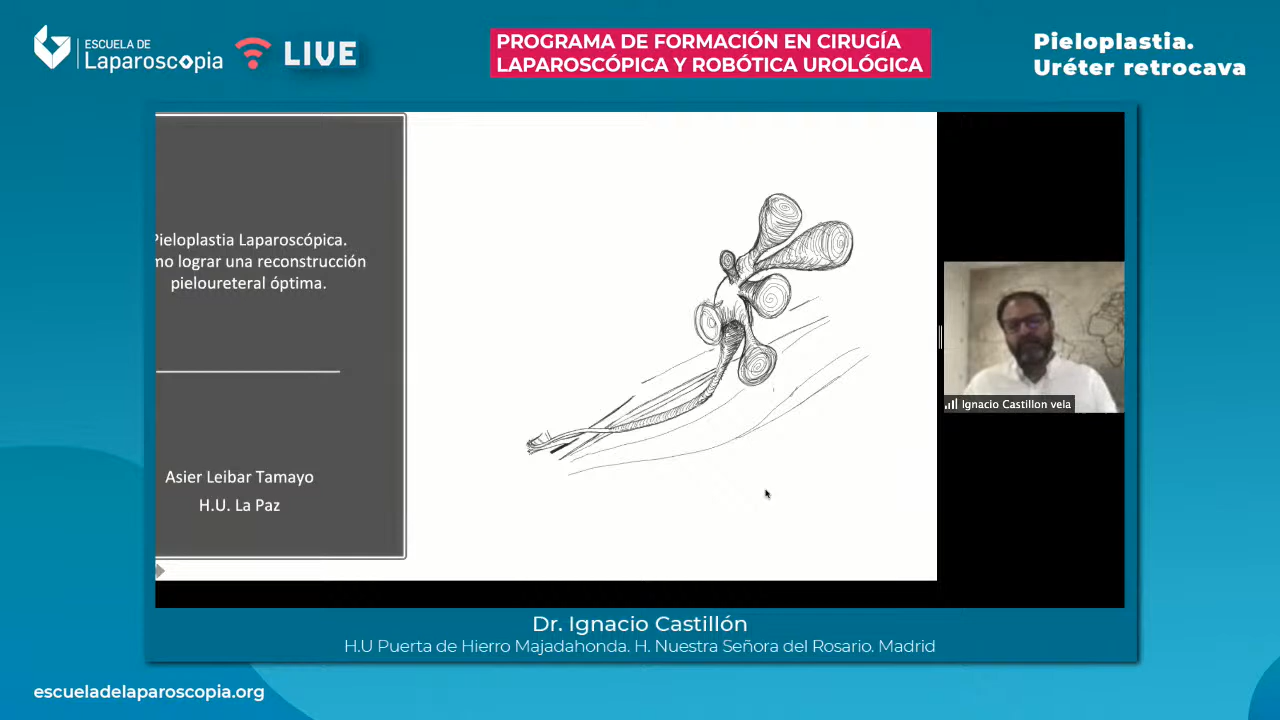 ESCUELA DE
Laparoscopia
LIVE
PROGRAMA DE FORMACIÓN EN CIRUGÍA
LAPAROSCÓPICA Y ROBÓTICA UROLÓGICA
Pieloplastia.
Uréter retrocava
Pieloplastia Laparoscópica.
mo lograr una reconstrucción
pieloureteral óptima.
Asier Leibar Tamayo
H.U. La Paz
Ignacio Castillon vela
Dr. Ignacio Castillón
H.U Puerta de Hierro Majadahonda. H. Nuestra Señora del Rosario. Madrid
escueladelaparoscopia.org